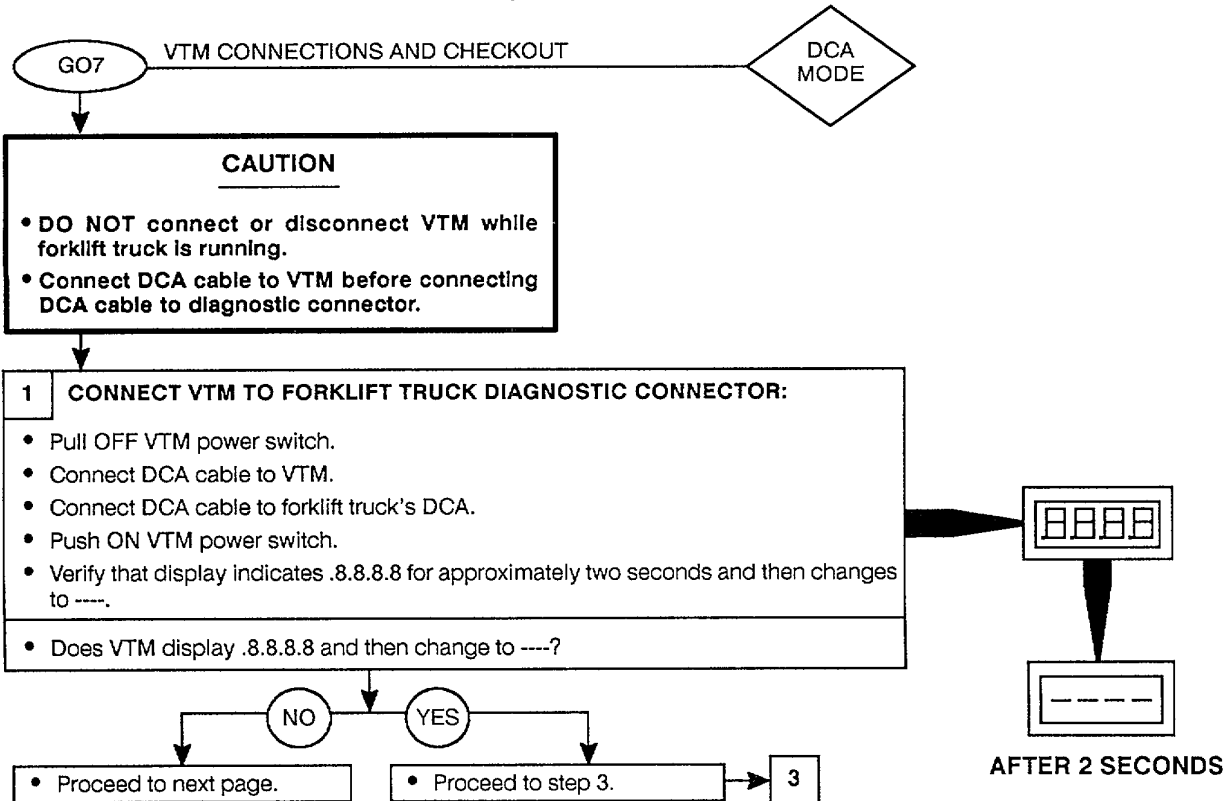 GO7
VTM CONNECTIONS AND CHECKOUT
DCA
MODE
CAUTION
• DO NOT connect or disconnect VTM while
forklift truck is running.
• Connect DCA cable to VTM before connecting
DCA cable to diagnostic connector.
1 CONNECT VTM TO FORKLIFT TRUCK DIAGNOSTIC CONNECTOR:
• Pull OFF VTM power switch.
• Connect DCA cable to VTM.
• Connect DCA cable to forklift truck's DCA.
• Push ON VTM power switch.
• Verify that display indicates .8.8.8.8 for approximately two seconds and then changes
to ----.
• Does VTM display .8.8.8.8 and then change to ----?
8888
----
AFTER 2 SECONDS
NO
YES
• Proceed to next page.
• Proceed to step 3.
3